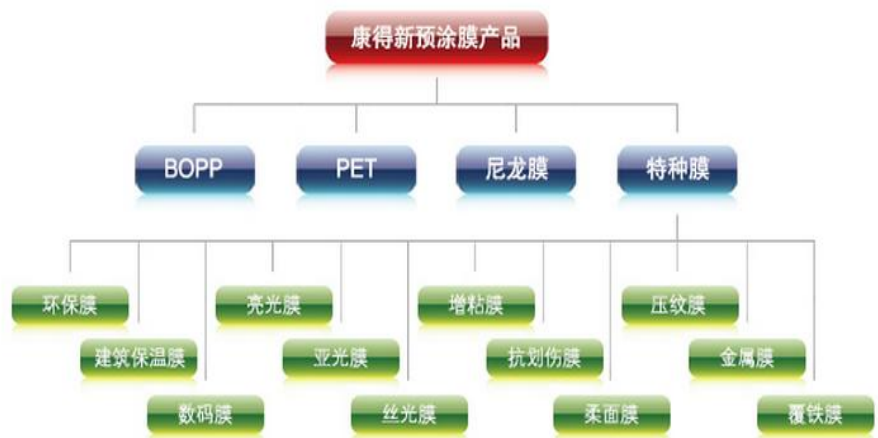 康得新预涂膜产品
BOPP
PET
尼龙膜
特种膜
环保膜
亮光膜
增粘膜
压纹膜
建筑保温膜
亚光膜
抗划伤膜
金属膜
数码膜
丝光膜
柔面膜
覆铁膜